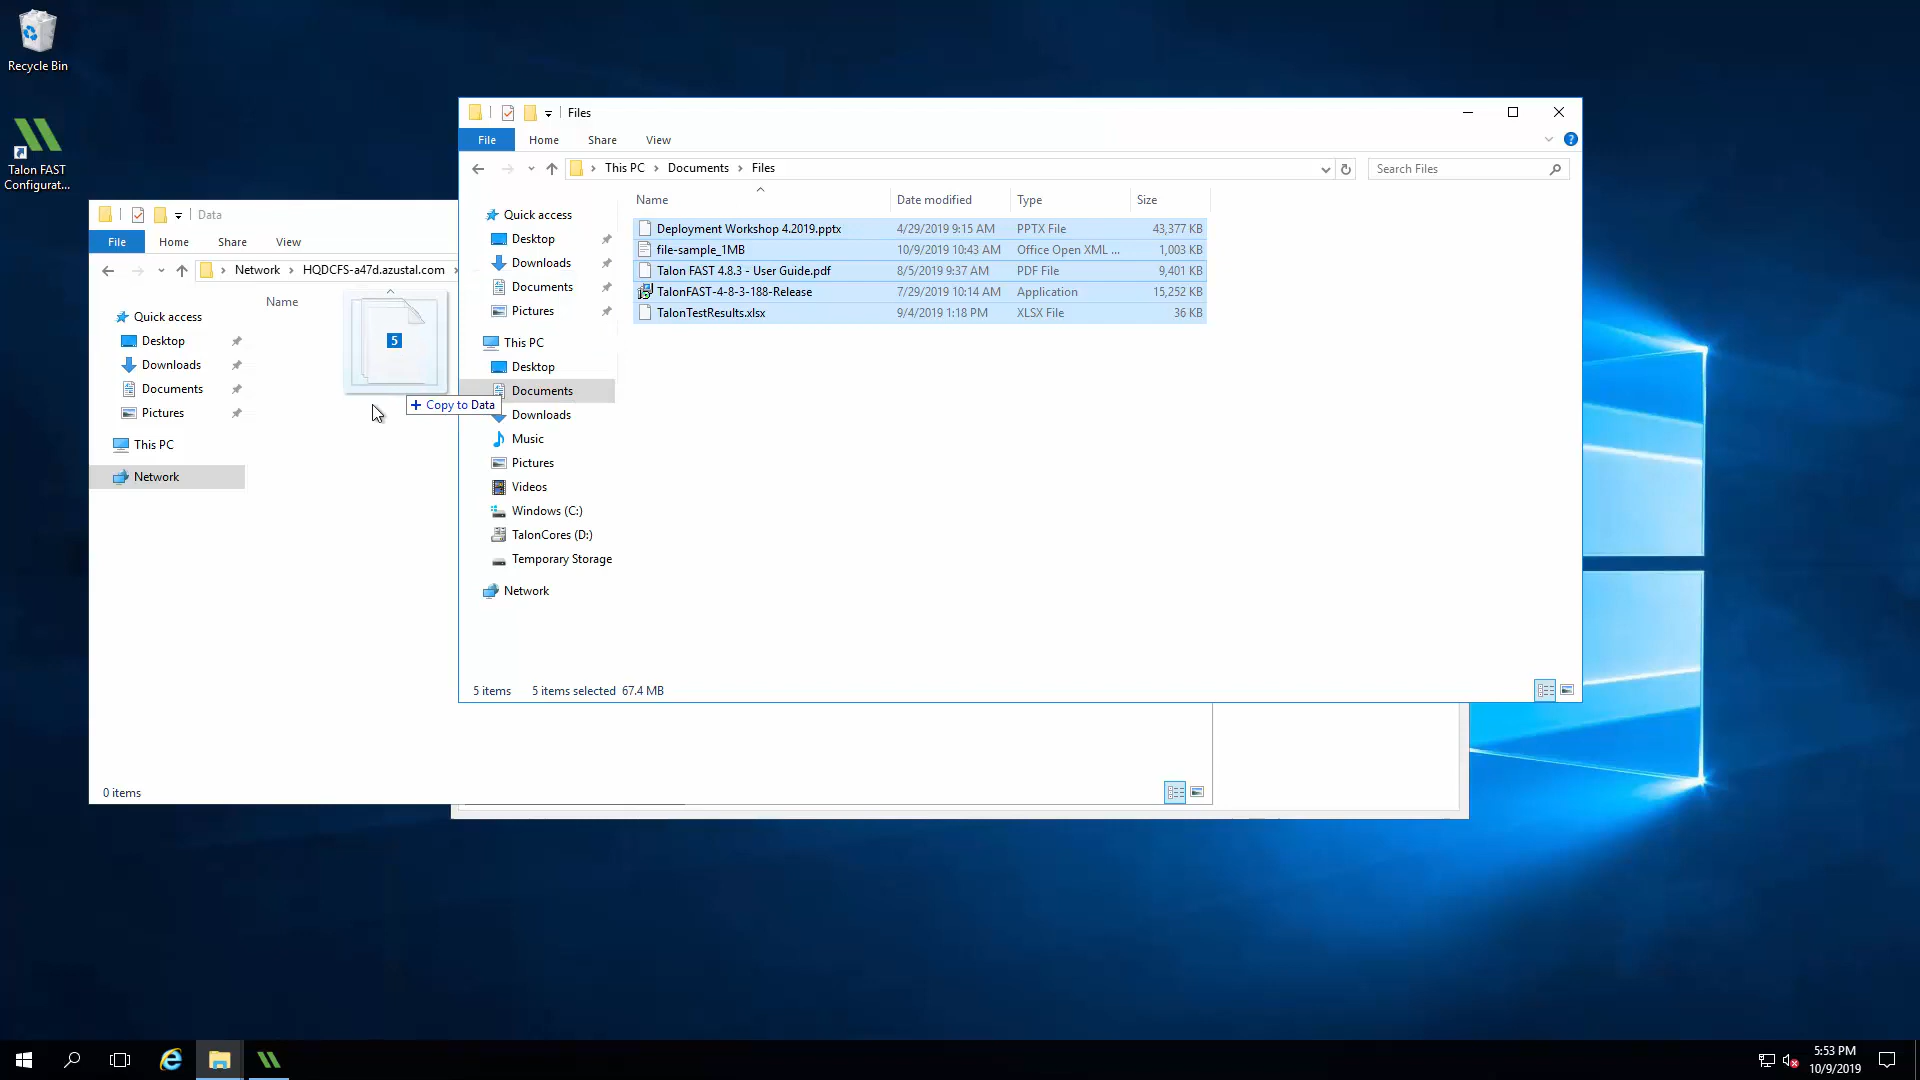 Recycle Bin
Talon FAST
Configurat...
Data
File Home Share View
Network HQDCFS-a47d.azustal.com
Name
Quick access
Desktop
Downloads
Documents
Pictures
This PC
Network
5
Copy to Data
0 items
Files
File Home Share View
?
This PC Documents Files
Search Files
Quick access
Desktop
Downloads
Documents
Pictures
This PC
Desktop
Documents
Downloads
Music
Pictures
Videos
Windows (C:)
TalonCores (D:)
Temporary Storage
Network
Name Date modified Type Size
Deployment Workshop 4.2019.pptx 4/29/2019 9:15 AM PPTX File 43,377 KB
file-sample_1MB 10/9/2019 10:43 AM Office Open XML ... 1,003 KB
Talon FAST 4.8.3 - User Guide.pdf 8/5/2019 9:37 AM PDF File 9,401 KB
TalonFAST-4-8-3-188-Release 7/29/2019 10:14 AM Application 15,252 KB
TalonTestResults.xlsx 9/4/2019 1:18 PM XLSX File 36 KB
5 items 5 items selected 67.4 MB
5:53 PM
10/9/2019